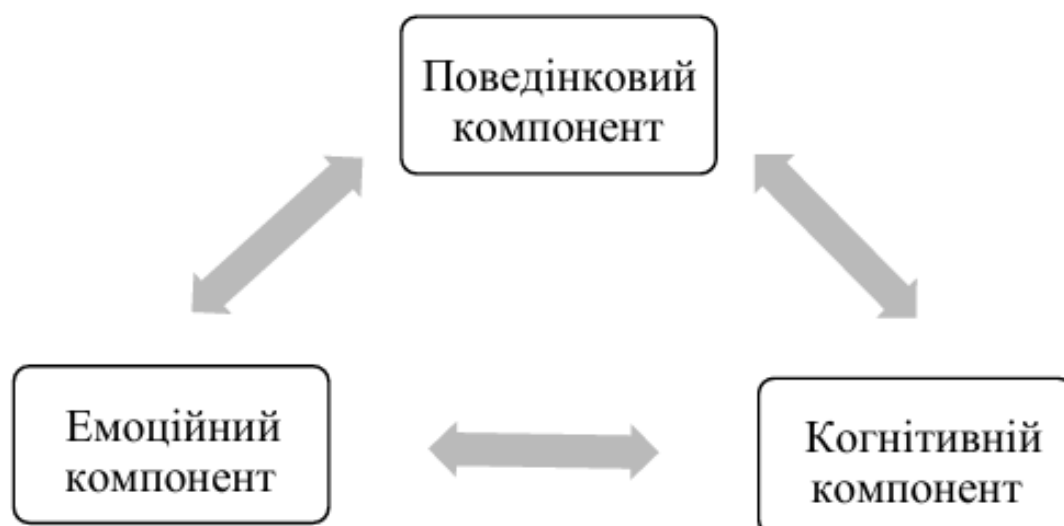 Поведінковий
компонент
Емоційний
компонент
Когнітивній
компонент